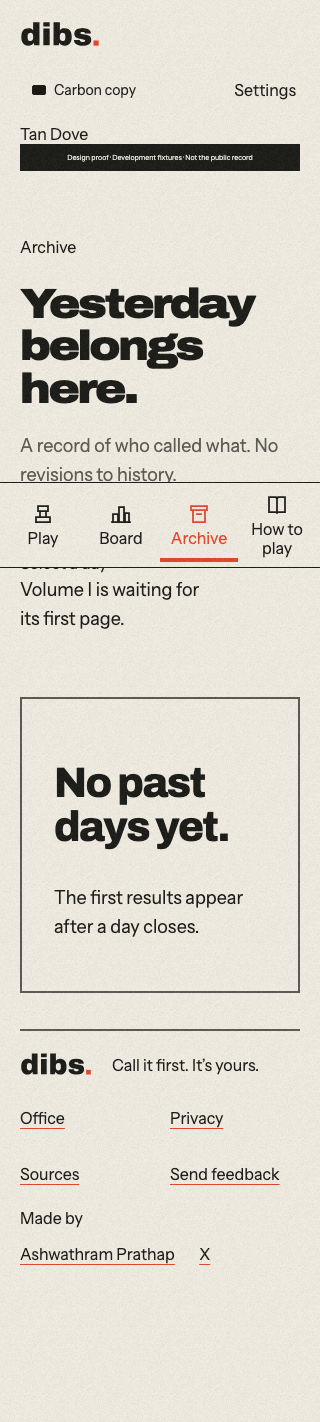 dibs.
Carbon copy
Settings
Tan Dove
Design proof · Development fixtures · Not the public record
Archive
Yesterday
belongs
here.
A record of who called what. No
revisions to history.
Play
Board
Archive
How to
play
Volume I is waiting for
its first page.
No past
days yet.
The first results appear
after a day closes.
dibs.
Call it first. It’s yours.
Office
Privacy
Sources
Send feedback
Made by
Ashwathram Prathap
X